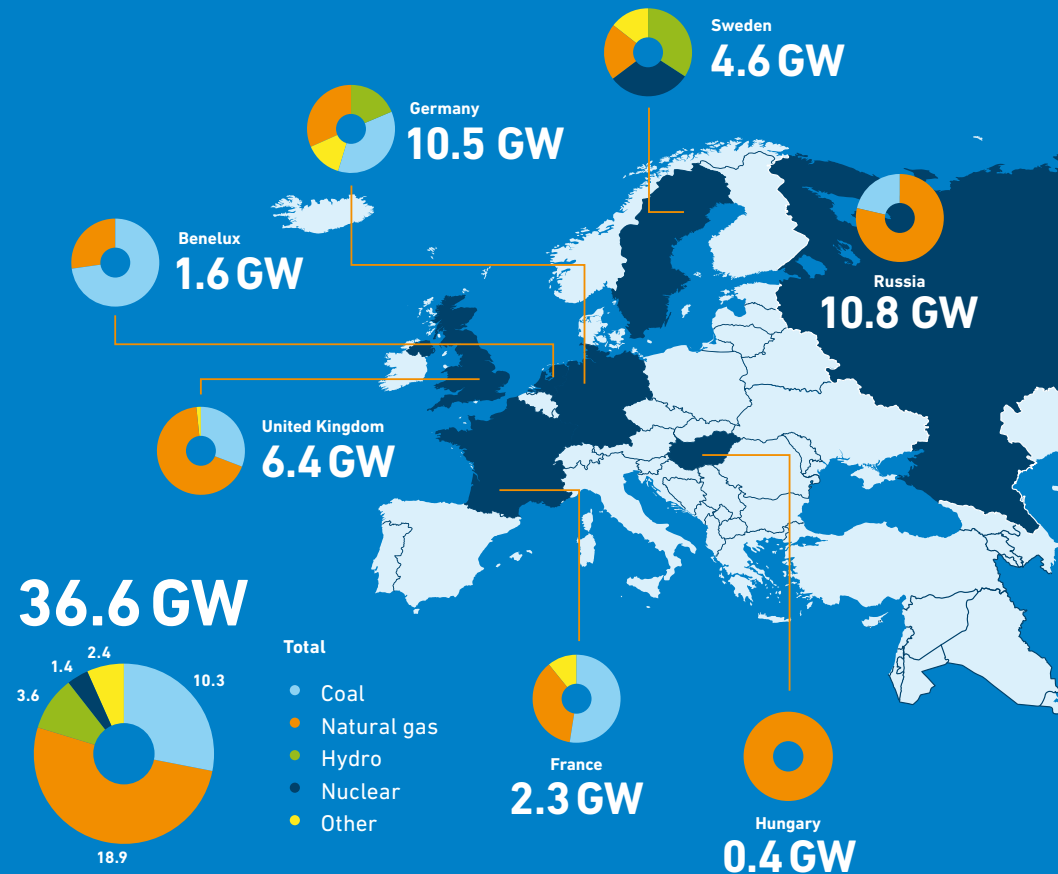 Sweden
4.6 GW
Germany
10.5 GW
Benelux
1.6 GW
Russia
10.8 GW
United Kingdom
6.4 GW
36.6 GW
2.4
1.4
3.6
10.3
18.9
Total
Coal
Natural gas
Hydro
Nuclear
Other
France
2.3 GW
Hungary
0.4 GW